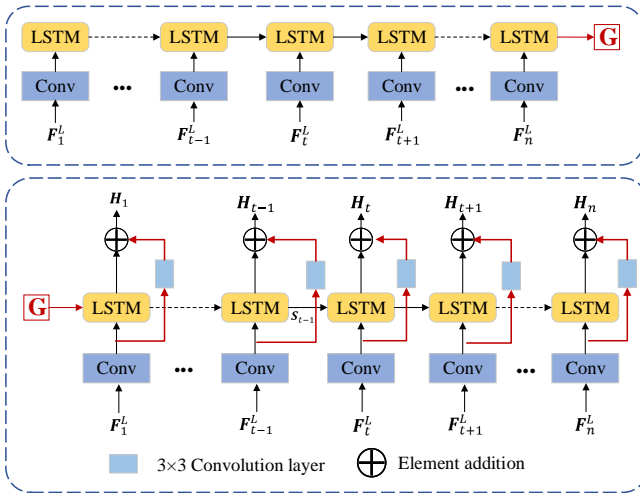 LSTM LSTM LSTM LSTM LSTM G
Conv ... Conv Conv Conv ... Conv
F_1^L F_{t-1}^L F_t^L F_{t+1}^L F_n^L
H_1 H_{t-1} H_t H_{t+1} H_n
G LSTM LSTM LSTM LSTM LSTM
s_{t-1}
Conv ... Conv Conv Conv ... Conv
F_1^L F_{t-1}^L F_t^L F_{t+1}^L F_n^L
3×3 Convolution layer Element addition